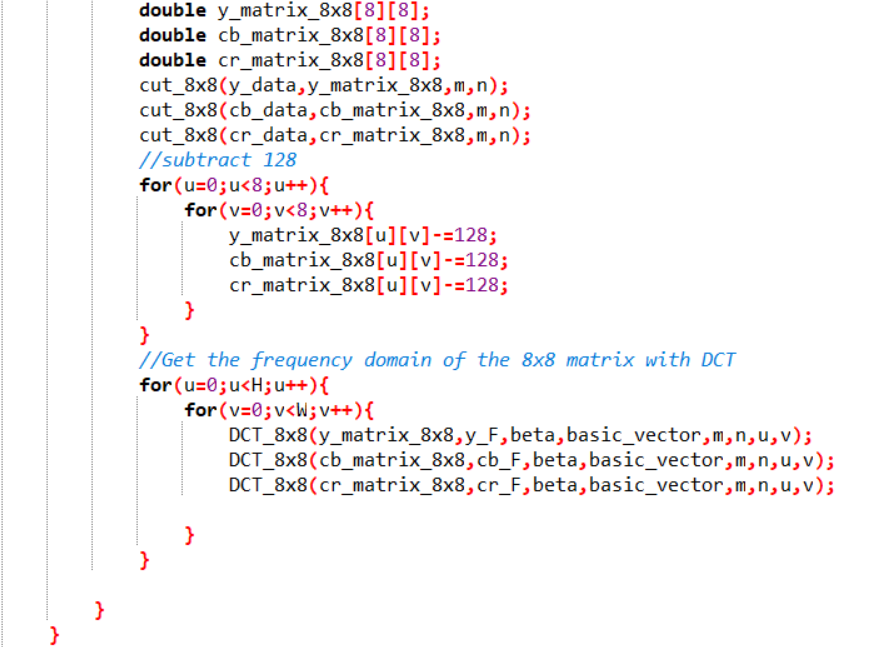 double y_matrix_8x8[8][8];
double cb_matrix_8x8[8][8];
double cr_matrix_8x8[8][8];
cut_8x8(y_data,y_matrix_8x8,m,n);
cut_8x8(cb_data,cb_matrix_8x8,m,n);
cut_8x8(cr_data,cr_matrix_8x8,m,n);
//subtract 128
for(u=0;u<8;u++){
for(v=0;v<8;v++){
y_matrix_8x8[u][v]-=128;
cb_matrix_8x8[u][v]-=128;
cr_matrix_8x8[u][v]-=128;
}
}
//Get the frequency domain of the 8x8 matrix with DCT
for(u=0;u<H;u++){
for(v=0;v<W;v++){
DCT_8x8(y_matrix_8x8,y_F,beta,basic_vector,m,n,u,v);
DCT_8x8(cb_matrix_8x8,cb_F,beta,basic_vector,m,n,u,v);
DCT_8x8(cr_matrix_8x8,cr_F,beta,basic_vector,m,n,u,v);
}
}
}
}